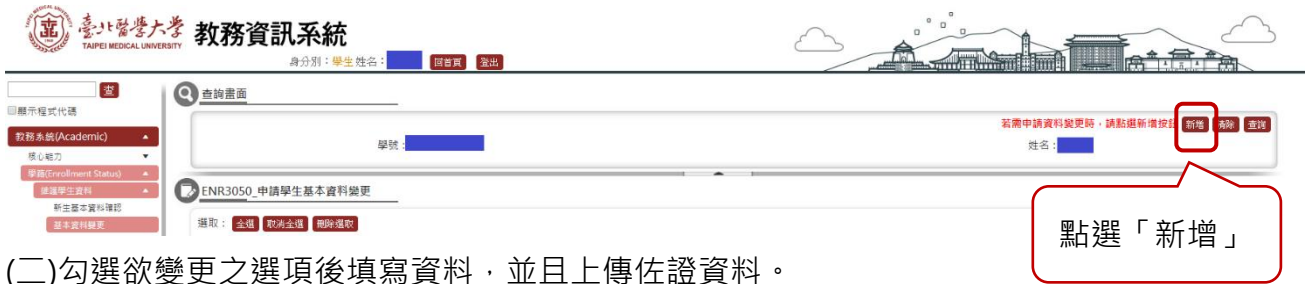 臺北醫學大學 教務資訊系統
TAIPEI MEDICAL UNIVERSITY
身分別：學生 姓名： 回首頁 登出
查
查詢畫面
顯示程式代碼
若需申請資料變更時，請點選新增按鈕 新增 清除 查詢
教務系統(Academic)
學號： 姓名：
核心能力
學籍(Enrollment Status)
維護學生資料
ENR3050_申請學生基本資料變更
新生基本資料確認
基本資料變更
選取： 全選 取消全選 刪除選取
點選「新增」
(二)勾選欲變更之選項後填寫資料，並且上傳佐證資料。